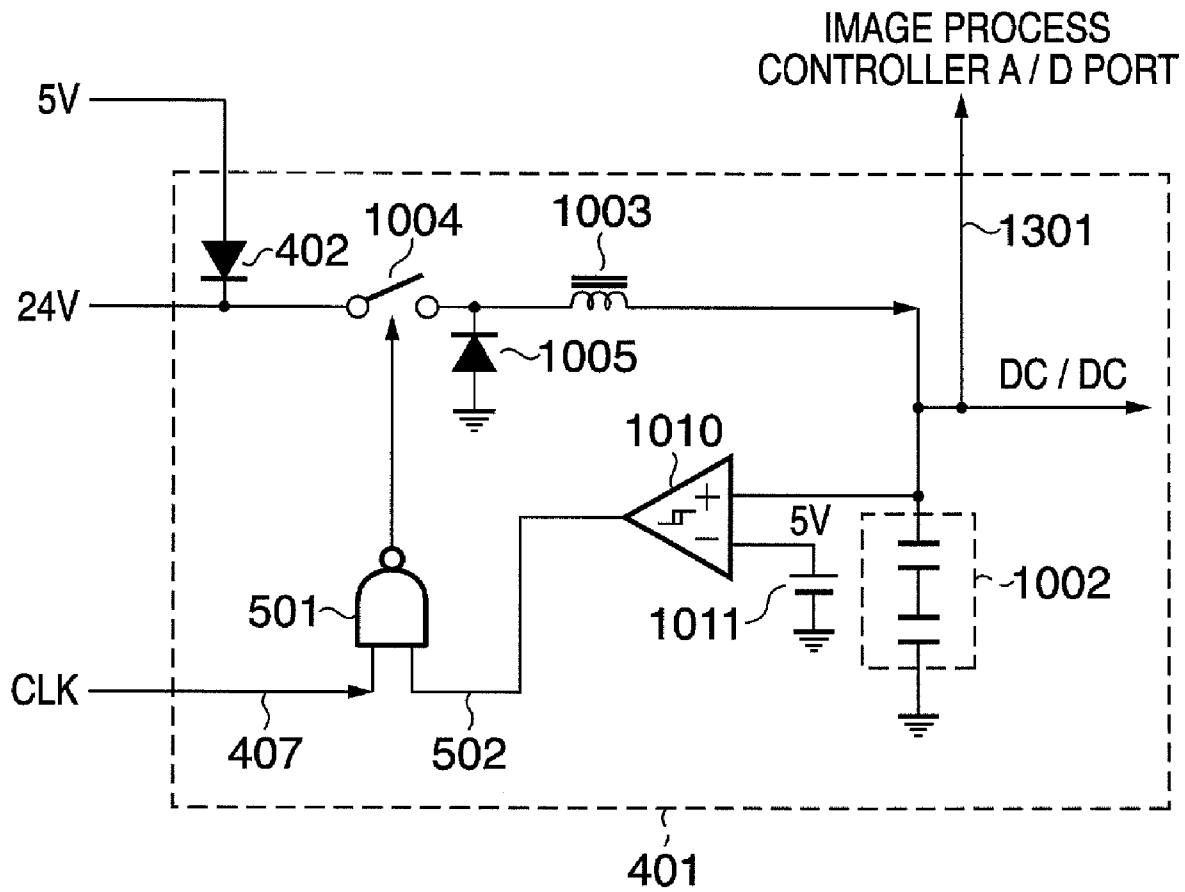 IMAGE PROCESS
CONTROLLER A / D PORT
5V
1004
1003
402
1301
24V
1005
DC / DC
1010
+
5V
−
1002
501
1011
CLK
407
502
401